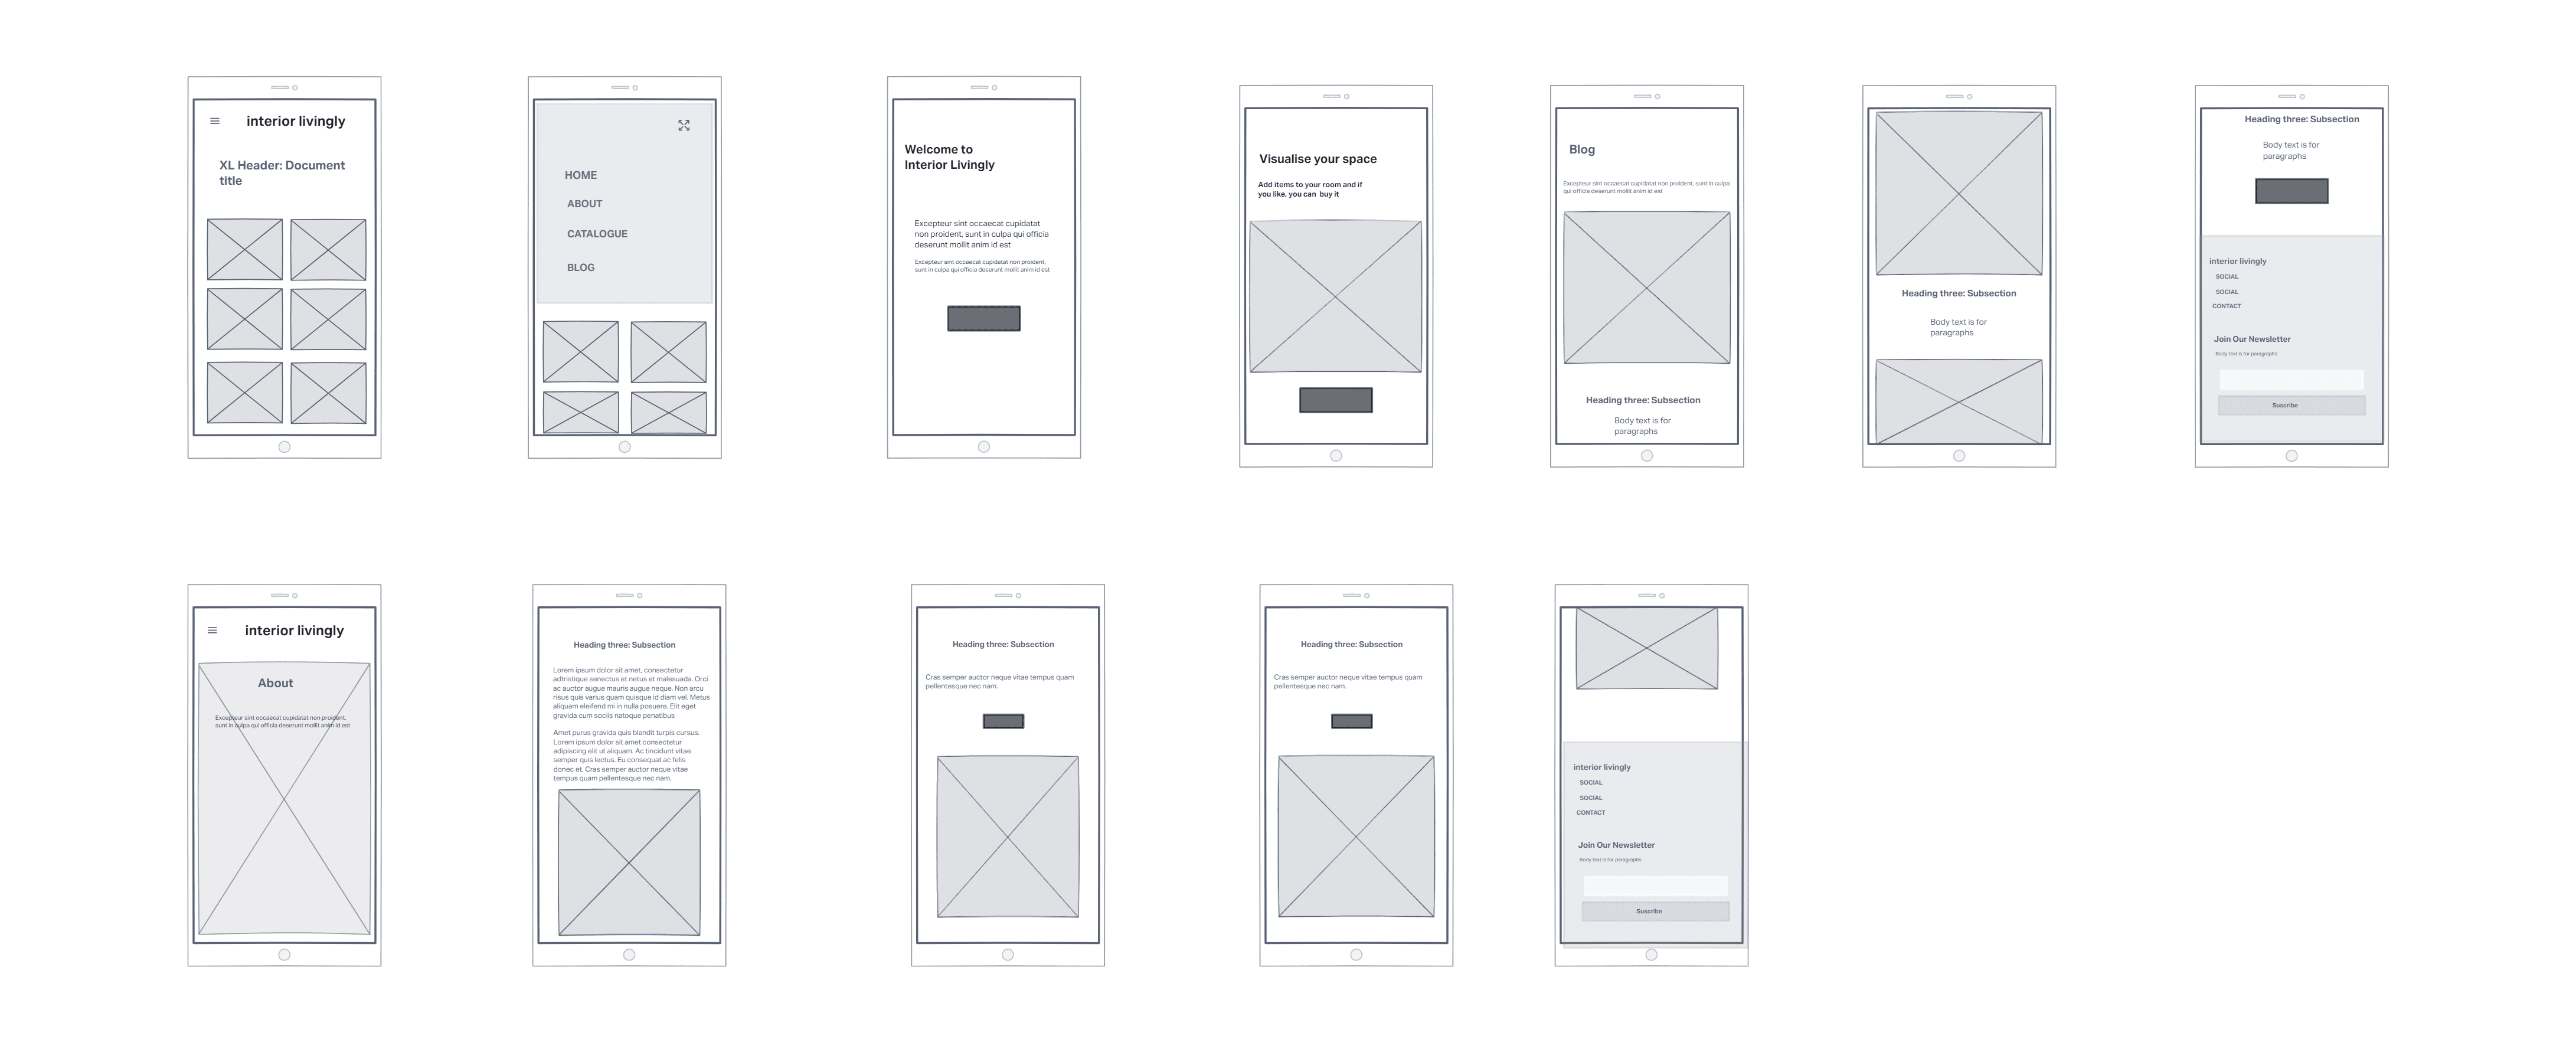 interior livingly
XL Header: Document
title
HOME
ABOUT
CATALOGUE
BLOG
Welcome to
Interior Livingly
Excepteur sint occaecat cupidatat
non proident, sunt in culpa qui officia
deserunt mollit anim id est
Excepteur sint occaecat cupidatat non proident,
sunt in culpa qui officia deserunt mollit anim id est
Visualise your space
Add items to your room and if
you like, you can buy it
Blog
Excepteur sint occaecat cupidatat non proident, sunt in culpa
qui officia deserunt mollit anim id est
Heading three: Subsection
Body text is for
paragraphs
Heading three: Subsection
Body text is for
paragraphs
Heading three: Subsection
Body text is for
paragraphs
interior livingly
SOCIAL
SOCIAL
CONTACT
Join Our Newsletter
Body text is for paragraphs
Suscribe
interior livingly
About
Excepteur sint occaecat cupidatat non proident,
sunt in culpa qui officia deserunt mollit anim id est
Heading three: Subsection
Lorem ipsum dolor sit amet, consectetur
adtristique senectus et netus et malesuada. Orci
ac auctor augue mauris augue neque. Non arcu
risus quis varius quam quisque id diam vel. Metus
aliquam eleifend mi in nulla posuere. Elit eget
gravida cum sociis natoque penatibus
Amet purus gravida quis blandit turpis cursus.
Lorem ipsum dolor sit amet consectetur
adipiscing elit ut aliquam. Ac tincidunt vitae
semper quis lectus. Eu consequat ac felis
donec et. Cras semper auctor neque vitae
tempus quam pellentesque nec nam.
Heading three: Subsection
Cras semper auctor neque vitae tempus quam
pellentesque nec nam.
Heading three: Subsection
Cras semper auctor neque vitae tempus quam
pellentesque nec nam.
interior livingly
SOCIAL
SOCIAL
CONTACT
Join Our Newsletter
Body text is for paragraphs
Suscribe